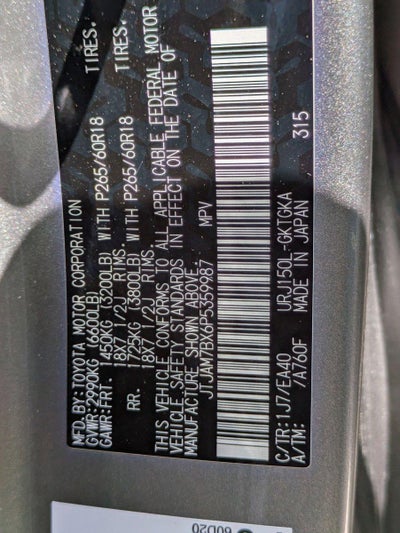 MFD.BY:TOYOTA MOTOR CORPORATION
GVWR:2990KG (6600LB)
GAWR:FRT. 1450KG (3200LB) WITH P265/60R18 TIRES.
18X7 1/2J RIMS.
RR. 1725KG (3800LB) WITH P265/60R18 TIRES.
18X7 1/2J RIMS.
THIS VEHICLE CONFORMS TO ALL APPLICABLE FEDERAL MOTOR
VEHICLE SAFETY STANDARDS IN EFFECT ON THE DATE OF
MANUFACTURE SHOWN ABOVE.
JTJAM7BX6P5359987 MPV
315
C/TR:1J7/EA40 URJ150L-GKTGKA
A/TM: /A760F MADE IN JAPAN
60D20